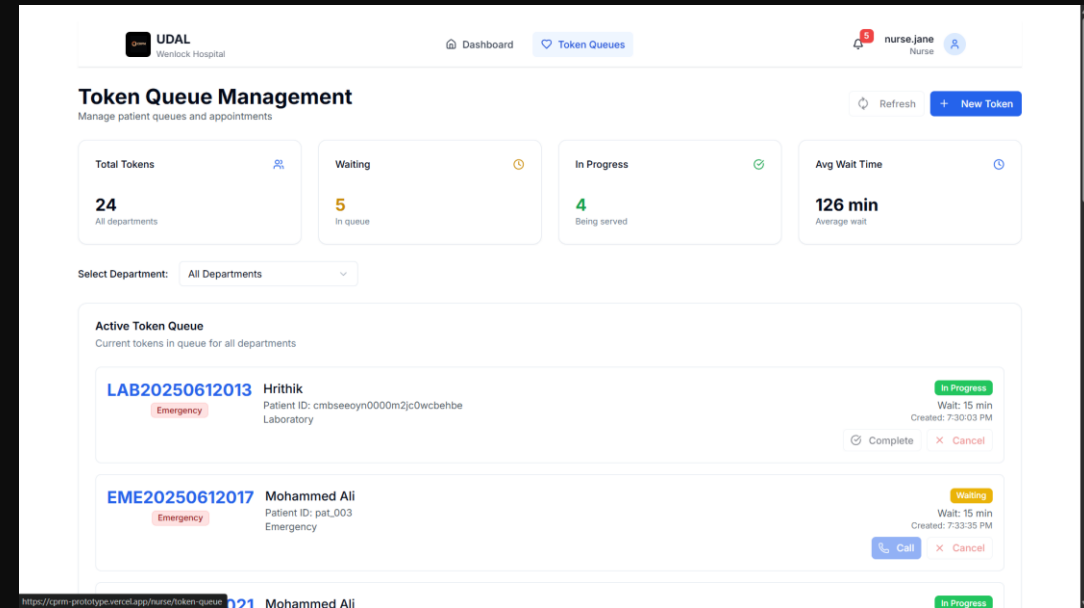 UDAL
Wenlock Hospital
Dashboard
Token Queues
5
nurse.jane
Nurse
Token Queue Management
Manage patient queues and appointments
Refresh
+ New Token
Total Tokens
24
All departments
Waiting
5
In queue
In Progress
4
Being served
Avg Wait Time
126 min
Average wait
Select Department:
All Departments
Active Token Queue
Current tokens in queue for all departments
LAB20250612013
Emergency
Hrithik
Patient ID: cmbseeoyn0000m2jc0wcbehbe
Laboratory
In Progress
Wait: 15 min
Created: 7:30:03 PM
Complete
Cancel
EME20250612017
Emergency
Mohammed Ali
Patient ID: pat_003
Emergency
Waiting
Wait: 15 min
Created: 7:33:35 PM
Call
Cancel
021
Mohammed Ali
In Progress
https://cprm-prototype.vercel.app/nurse/token-queue